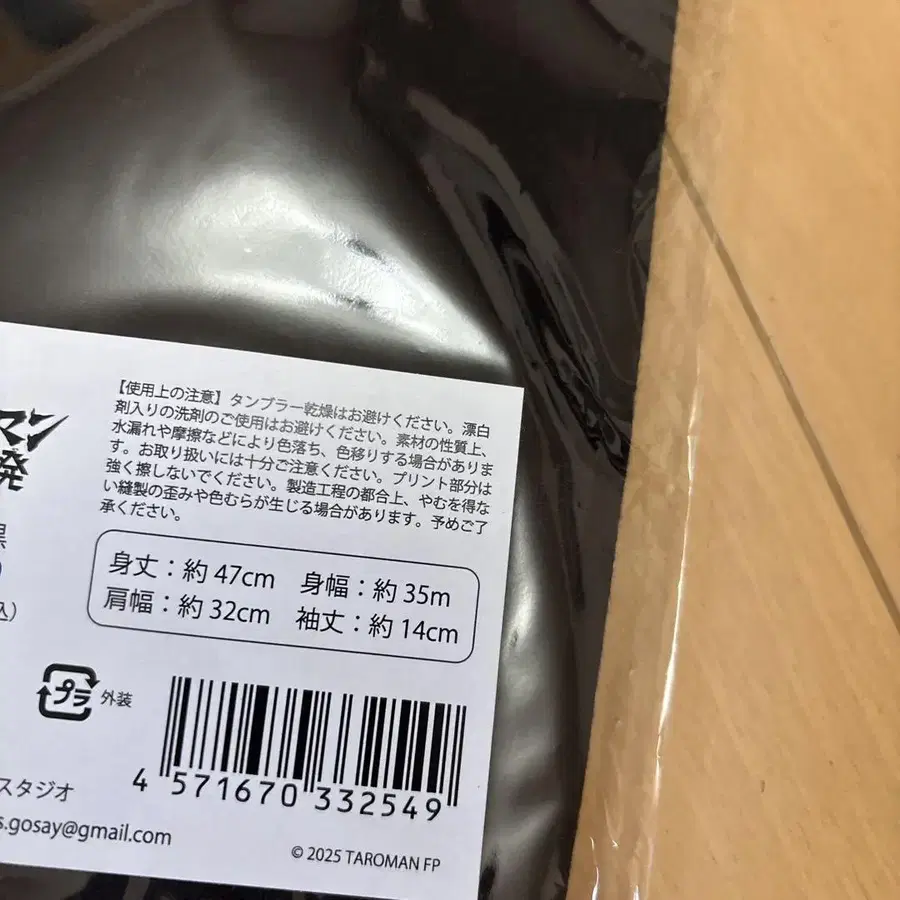 マン
発
【使用上の注意】タンブラー乾燥はお避けください。漂白
剤入りの洗剤のご使用はお避けください。素材の性質上、
水漏れや摩擦などにより色落ち、色移りする場合がありま
す。お取り扱いには十分ご注意ください。プリント部分は
強く擦しないでください。製造工程の都合上、やむを得な
い縫製の歪みや色むらが生じる場合があります。予めご了
承ください。
黒
)
込)
身丈：約 47cm 身幅：約 35m
肩幅：約 32cm 袖丈：約 14cm
プラ 外装
4 571670 332549
スタジオ
s.gosay@gmail.com
© 2025 TAROMAN FP